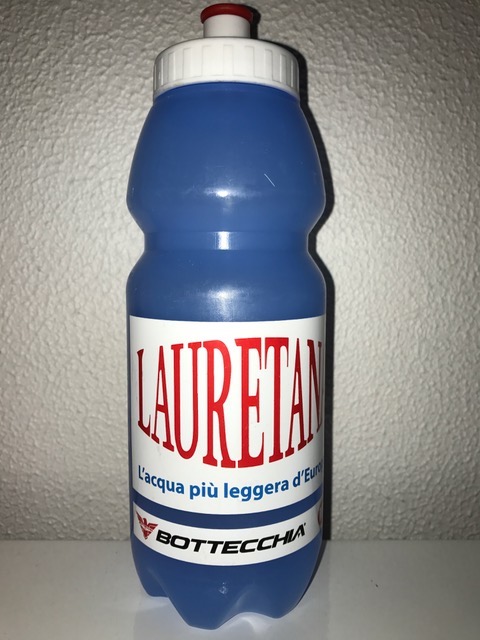 LAURETAN
L'acqua più leggera d'Euro
BOTTECCHIA